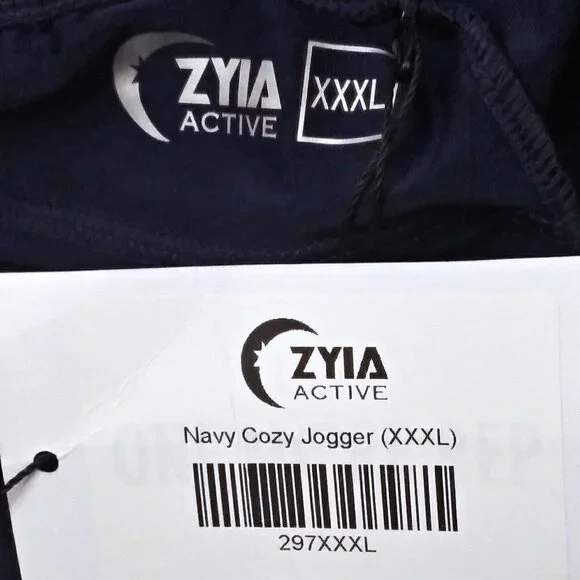 ZYIA
ACTIVE
XXXL
ZYIA
ACTIVE
Navy Cozy Jogger (XXXL)
297XXXL